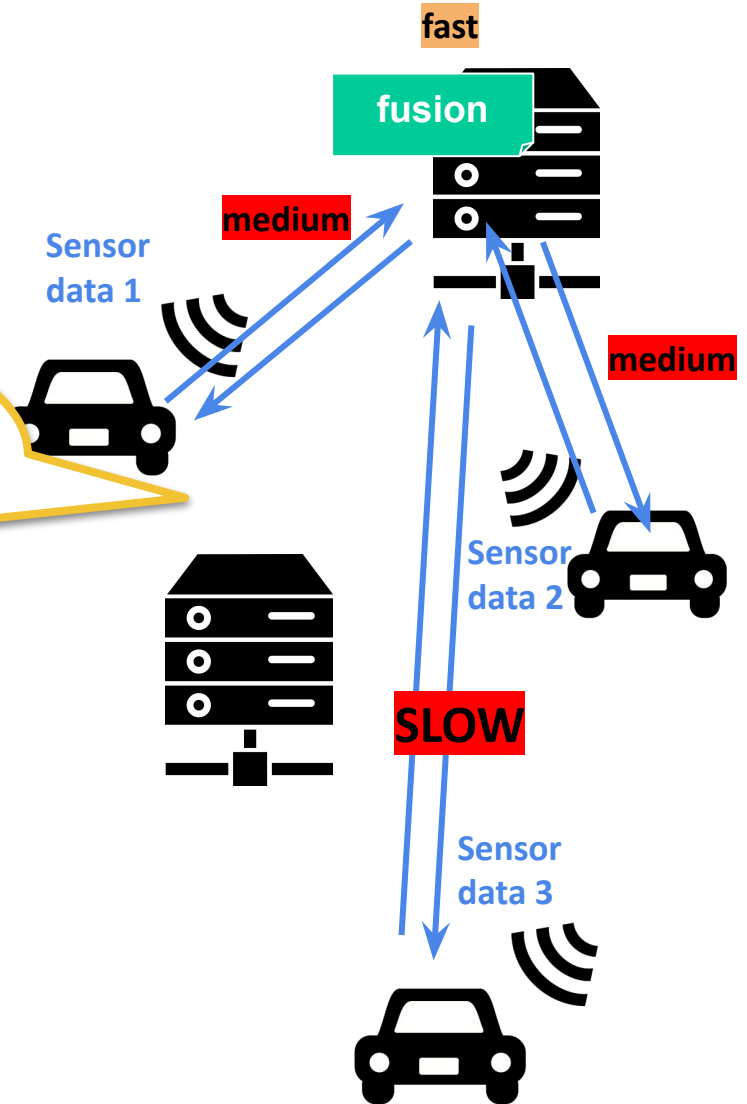 fast
fusion
medium
Sensor
data 1
medium
Sensor
data 2
SLOW
Sensor
data 3